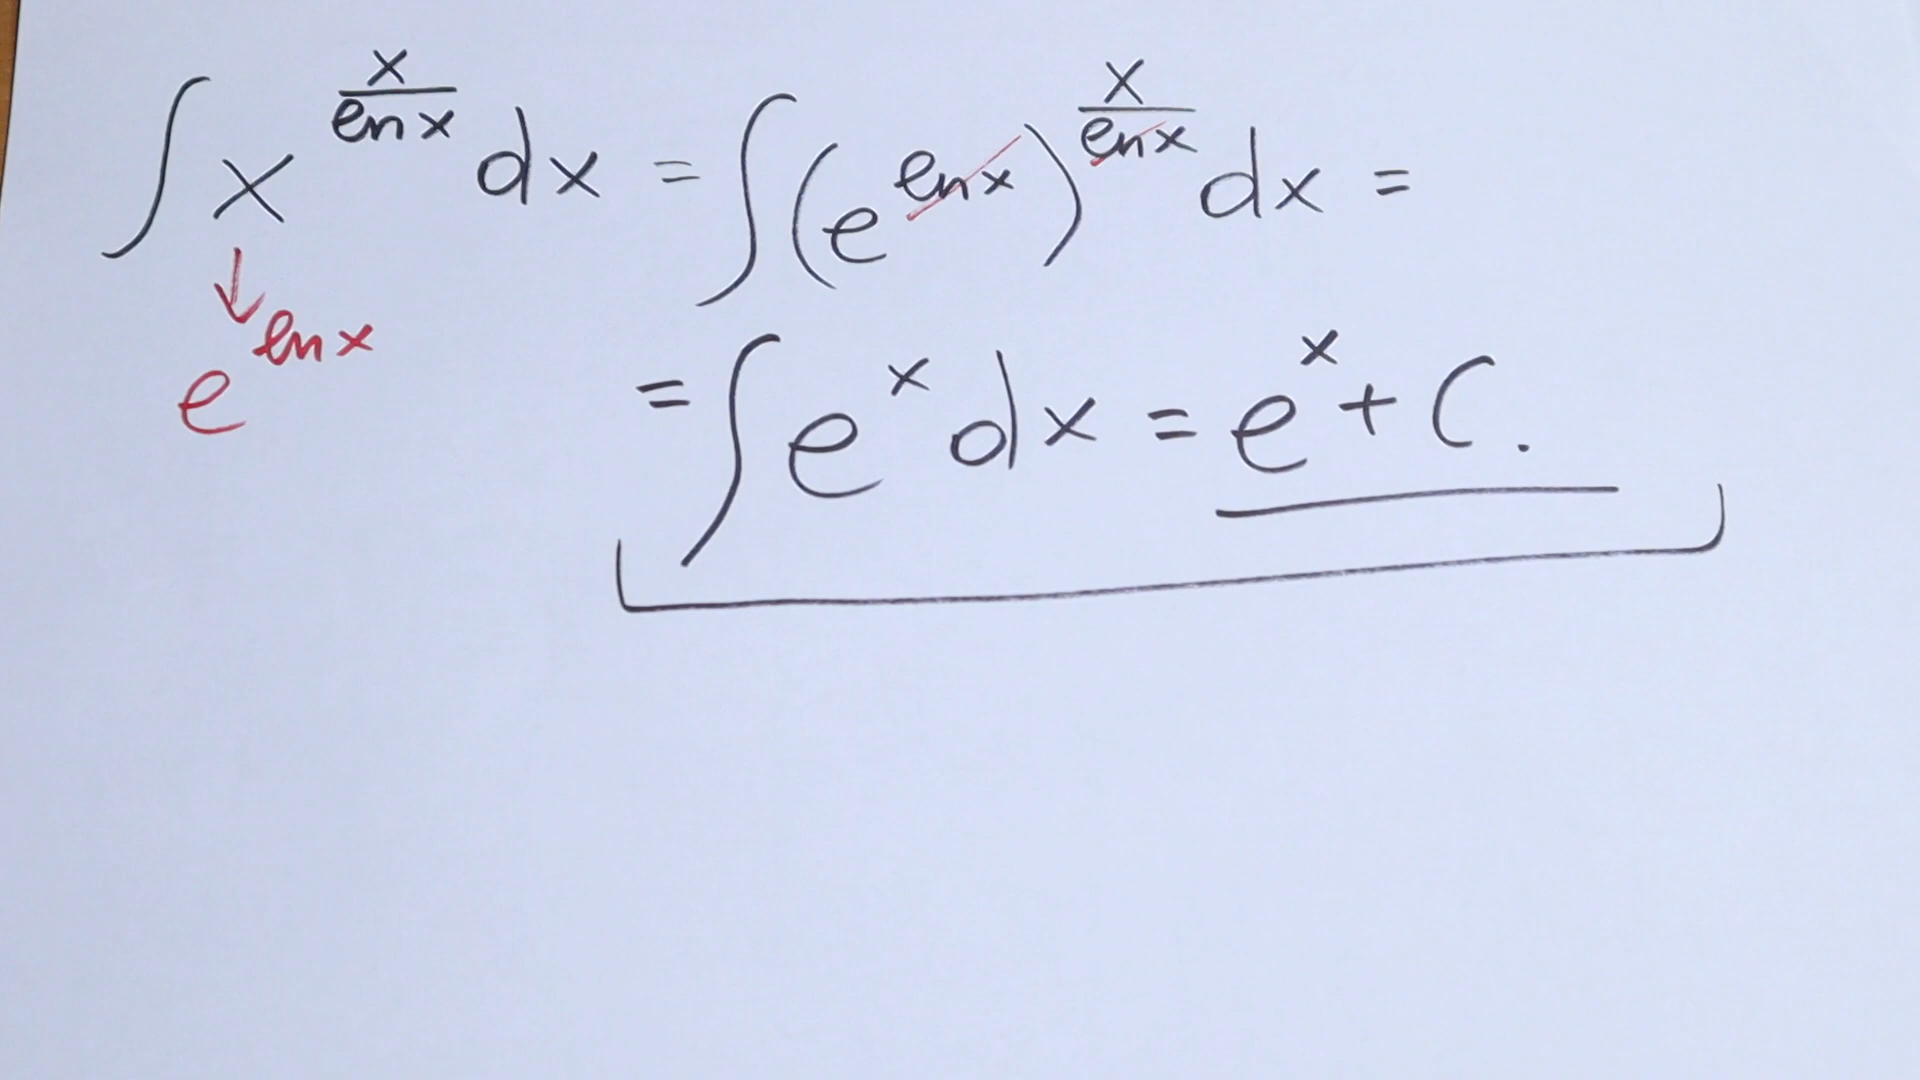 ∫ x^(x/ln x) dx = ∫ (e^(ln x))^(x/ln x) dx =
↓
e^(ln x)
= ∫ e^x dx = e^x + C.